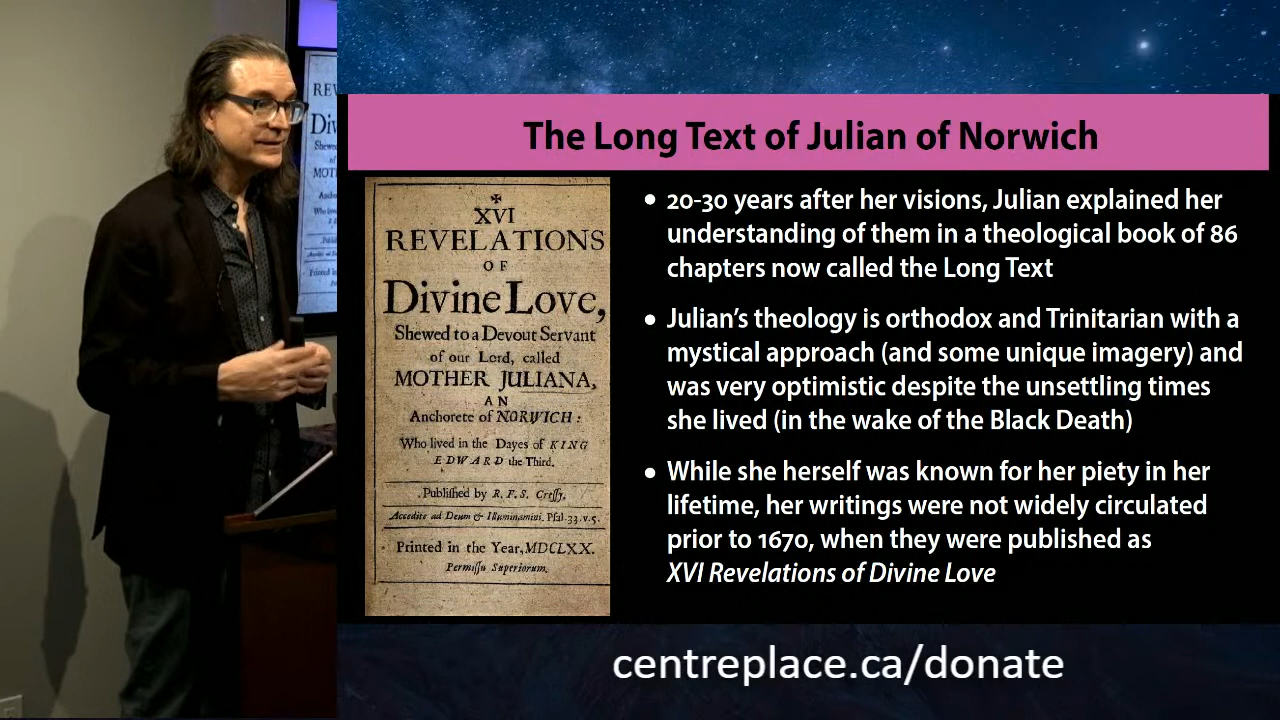 The Long Text of Julian of Norwich
✠
XVI
REVELATIONS
OF
Divine Love,
Shewed to a Devout Servant
of our Lord, called
MOTHER JULIANA,
AN
Anchorete of NORWICH:
Who lived in the Dayes of KING
EDWARD the Third.
Published by R. F. S. Cressy.
Accedite ad Deum & Illuminamini. Psal.33.v.5.
Printed in the Year, MDCLXX.
Permissu Superiorum.
• 20-30 years after her visions, Julian explained her
understanding of them in a theological book of 86
chapters now called the Long Text
• Julian's theology is orthodox and Trinitarian with a
mystical approach (and some unique imagery) and
was very optimistic despite the unsettling times
she lived (in the wake of the Black Death)
• While she herself was known for her piety in her
lifetime, her writings were not widely circulated
prior to 1670, when they were published as
XVI Revelations of Divine Love
centreplace.ca/donate